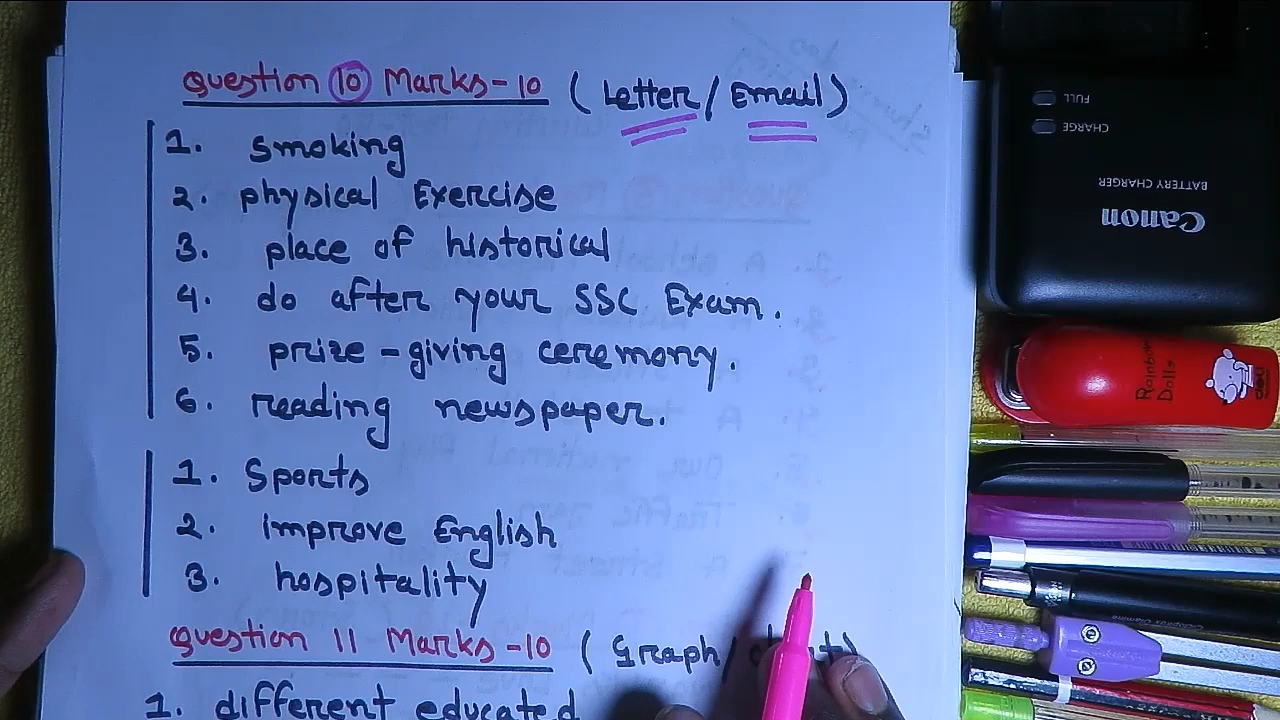 Question 10 Marks-10 (Letter/Email)
1. Smoking
2. physical Exercise
3. place of historical
4. do after your SSC Exam.
5. prize-giving ceremony.
6. reading newspaper.
1. Sports
2. improve English
3. hospitality
Question 11 Marks-10 (Graph/
1. different educated
FULL
CHARGE
BATTERY CHARGER
Canon
Rainbow
Dolls
deli